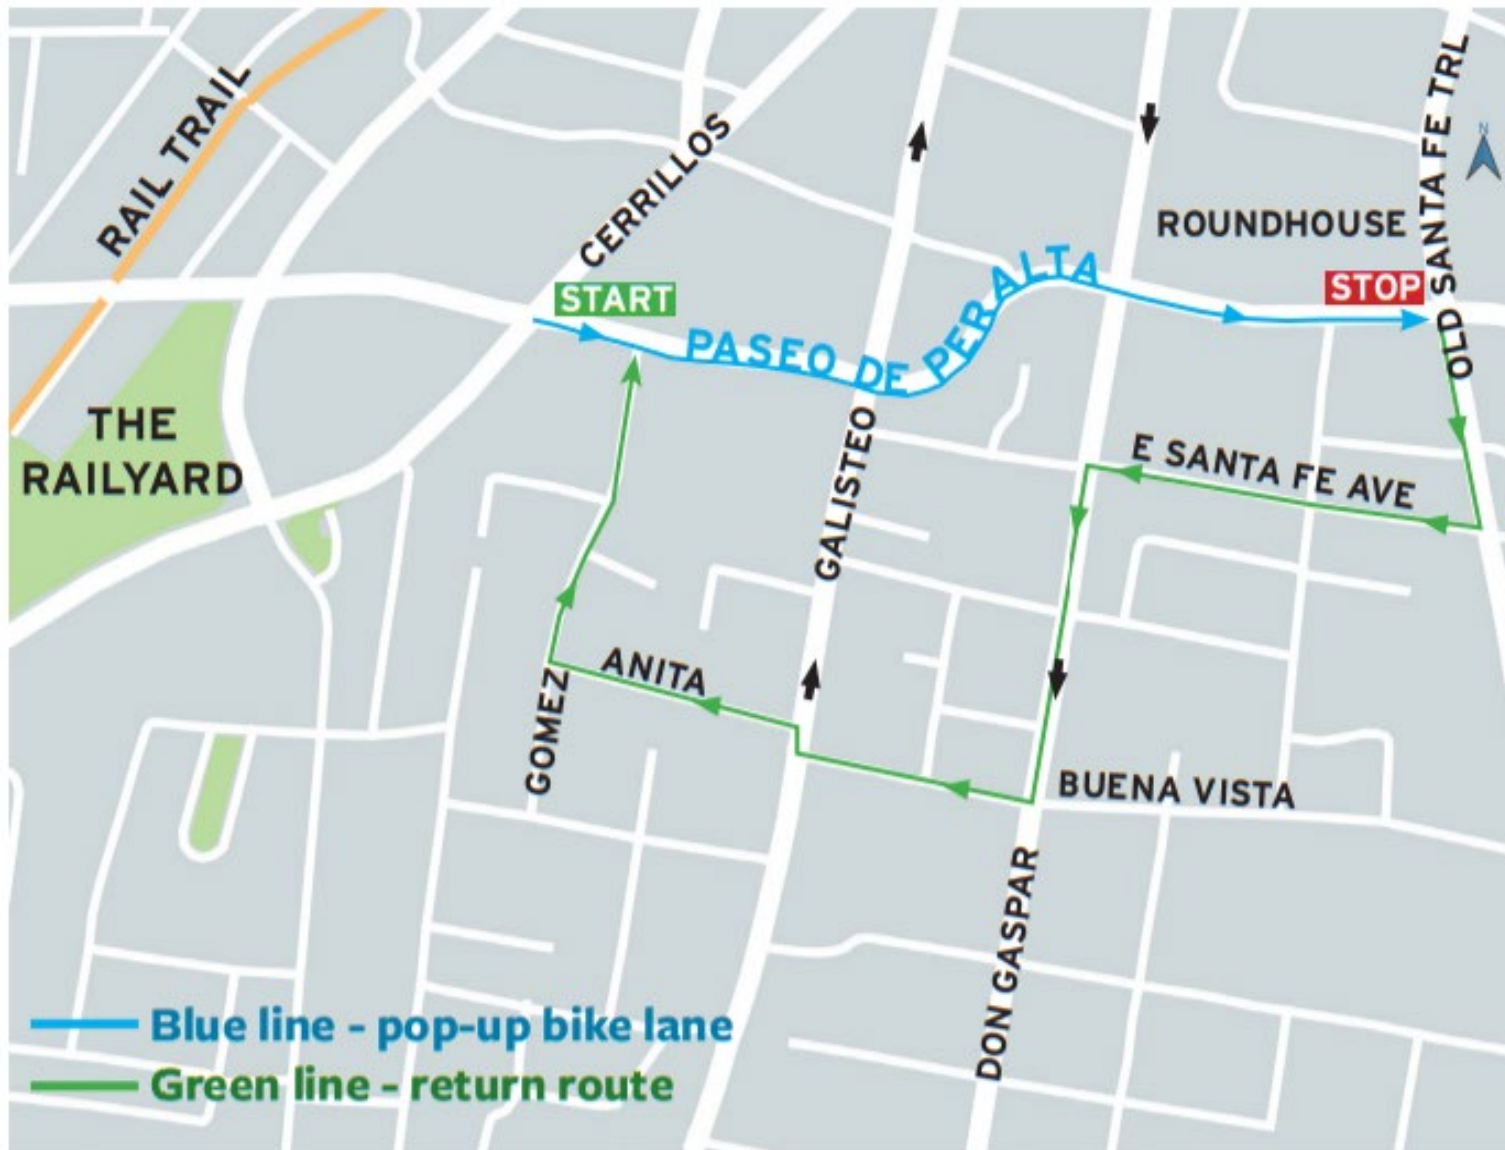 RAIL TRAIL
CERRILLOS
OLD SANTA FE TRL
N
ROUNDHOUSE
START
STOP
PASEO DE PERALTA
THE
RAILYARD
GALISTEO
E SANTA FE AVE
ANITA
GOMEZ
BUENA VISTA
DON GASPAR
Blue line - pop-up bike lane
Green line - return route